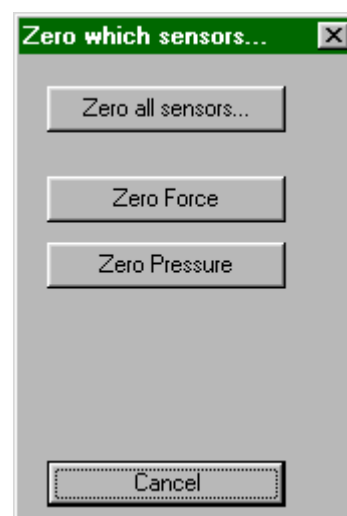 Zero which sensors...
Zero all sensors...
Zero Force
Zero Pressure
Cancel